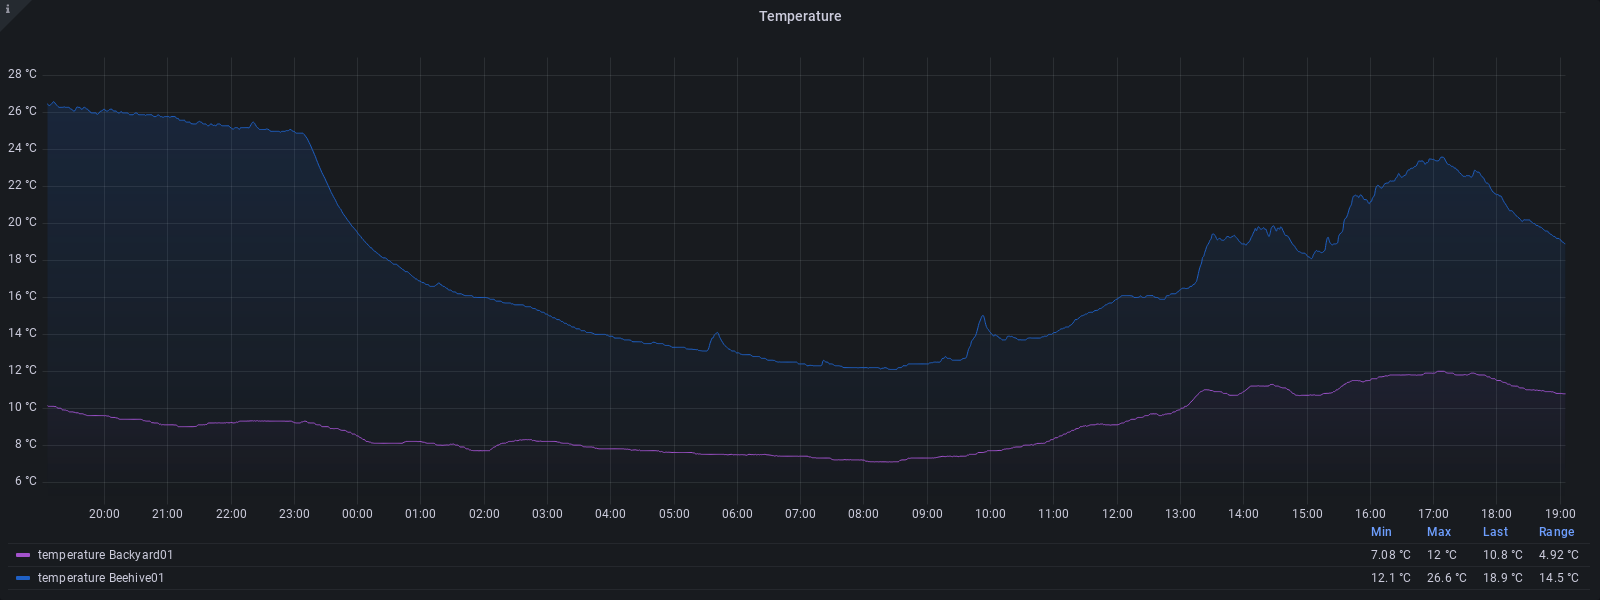 i
Temperature
28 °C
26 °C
24 °C
22 °C
20 °C
18 °C
16 °C
14 °C
12 °C
10 °C
8 °C
6 °C
20:00 21:00 22:00 23:00 00:00 01:00 02:00 03:00 04:00 05:00 06:00 07:00 08:00 09:00 10:00 11:00 12:00 13:00 14:00 15:00 16:00 17:00 18:00 19:00
Min Max Last Range
temperature Backyard01 7.08 °C 12 °C 10.8 °C 4.92 °C
temperature Beehive01 12.1 °C 26.6 °C 18.9 °C 14.5 °C